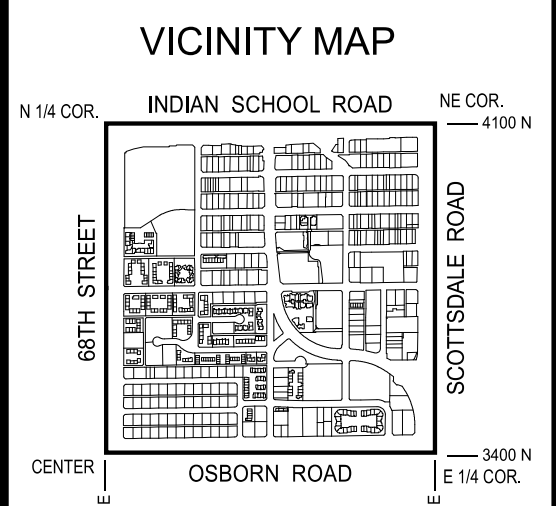 VICINITY MAP
N 1/4 COR.
INDIAN SCHOOL ROAD
NE COR.
4100 N
68TH STREET
SCOTTSDALE ROAD
3400 N
CENTER
OSBORN ROAD
E 1/4 COR.
E
E